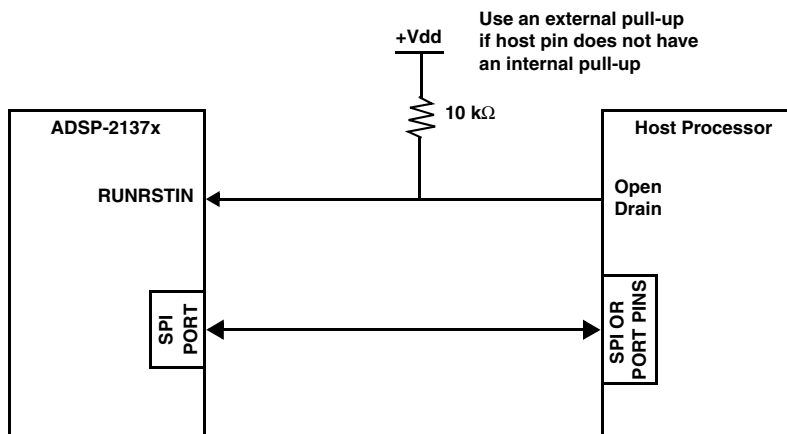 Use an external pull-up
if host pin does not have
an internal pull-up
+Vdd
10 kΩ
ADSP-2137x
Host Processor
RUNRSTIN
Open
Drain
SPI
PORT
SPI OR
PORT PINS